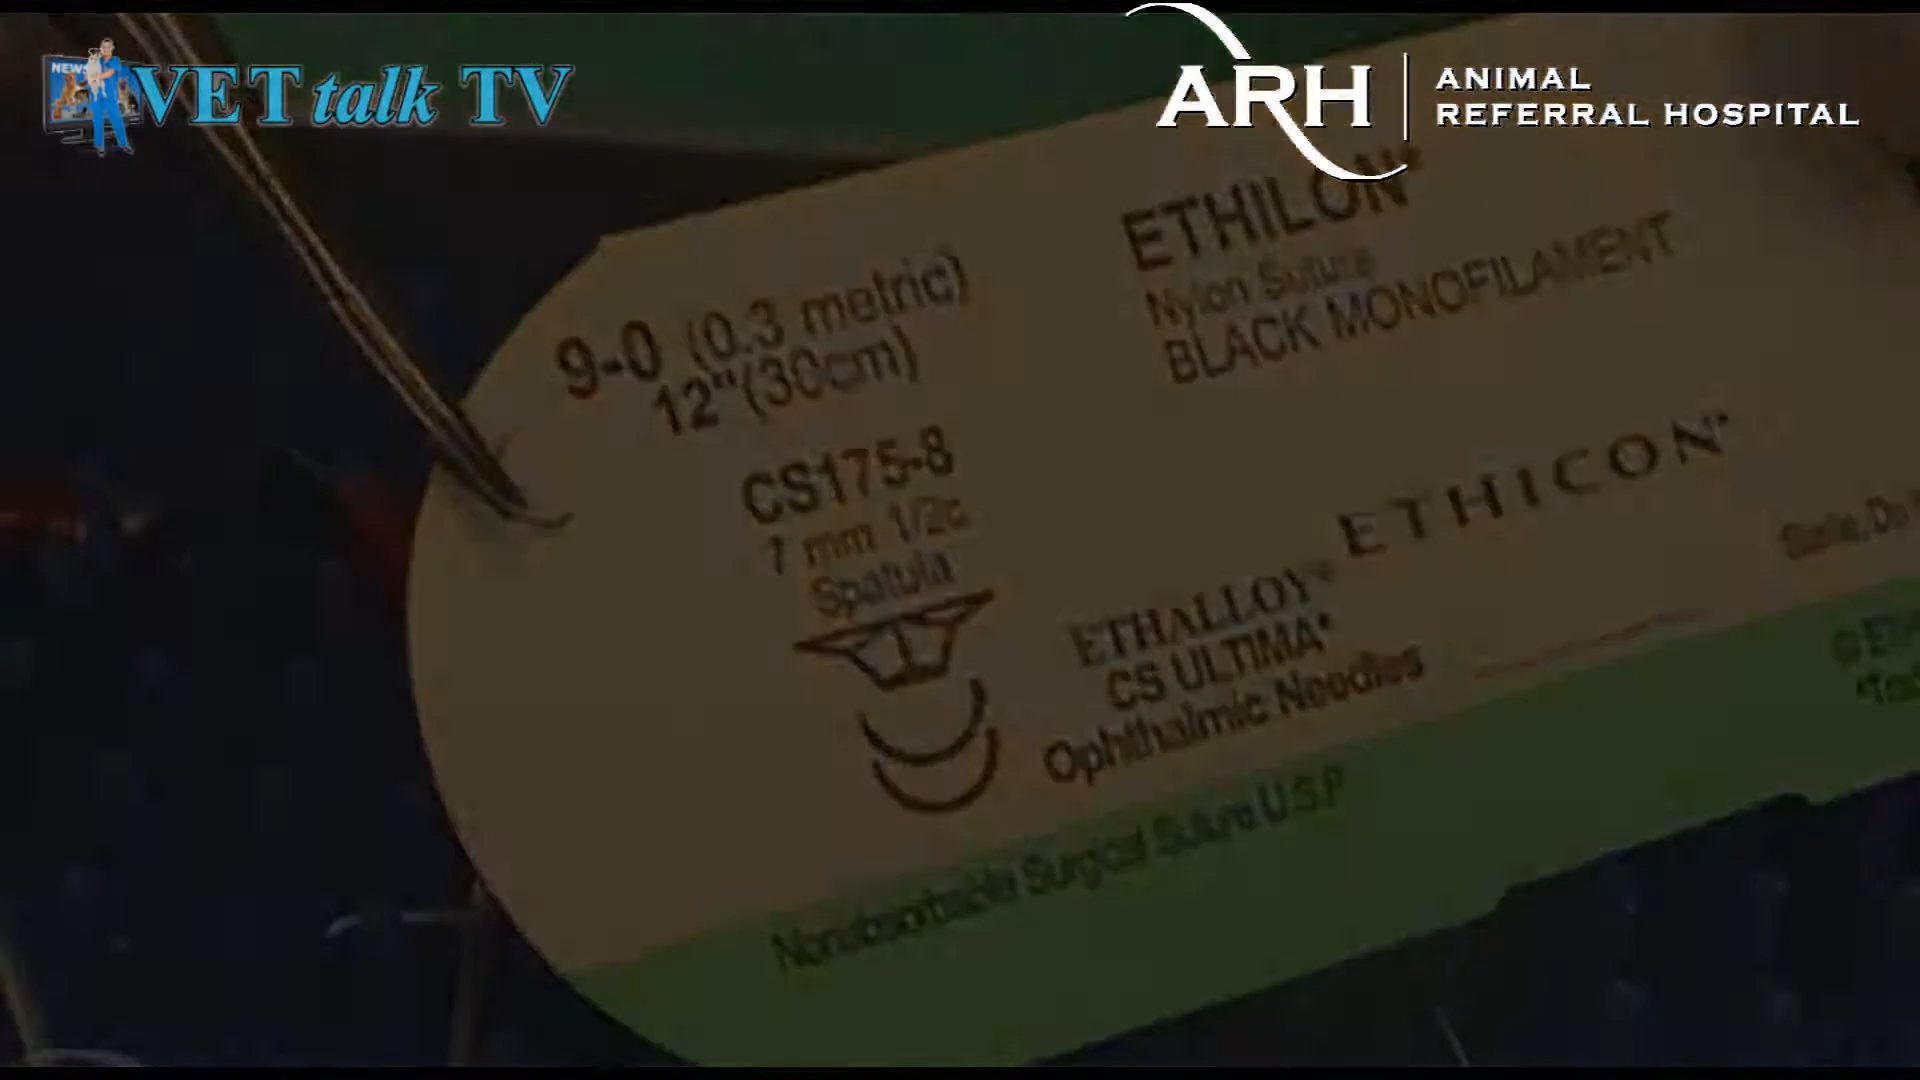 NEWS
VET talk TV
ARH
ANIMAL
REFERRAL HOSPITAL
9-0 (0.3 metric)
12"(30cm)
CS175-8
mm 1/2c
Spatula
ETHILON*
Nylon Suture
BLACK MONOFILAMENT
ETHICON*
ETHALLOY*
CS ULTIMA*
Ophthalmic Needles
Nonabsorbable Surgical Suture U.S.P.